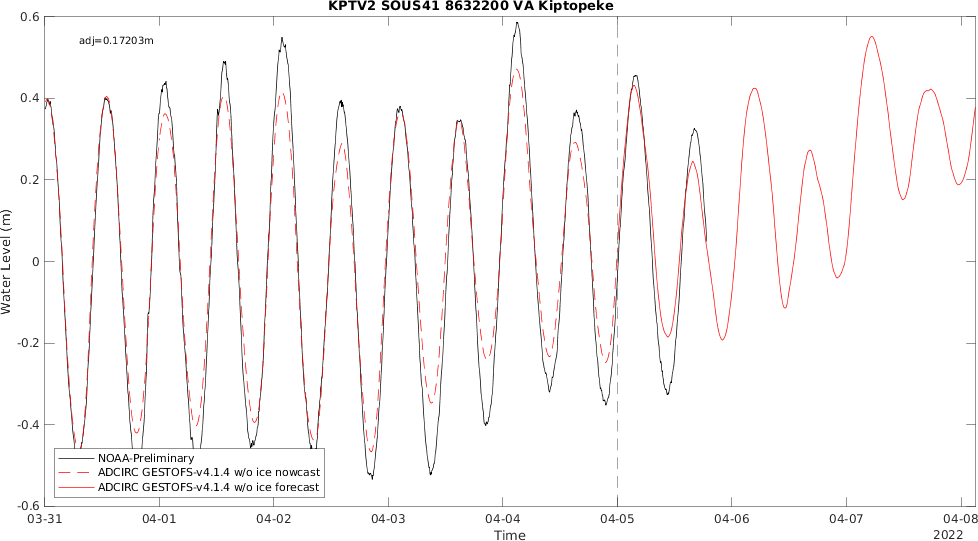 KPTV2 SOUS41 8632200 VA Kiptopeke
adj=0.17203m
0.6
0.4
0.2
0
-0.2
-0.4
-0.6
Water Level (m)
NOAA-Preliminary
ADCIRC GESTOFS-v4.1.4 w/o ice nowcast
ADCIRC GESTOFS-v4.1.4 w/o ice forecast
03-31 04-01 04-02 04-03 04-04 04-05 04-06 04-07 04-08
Time
2022